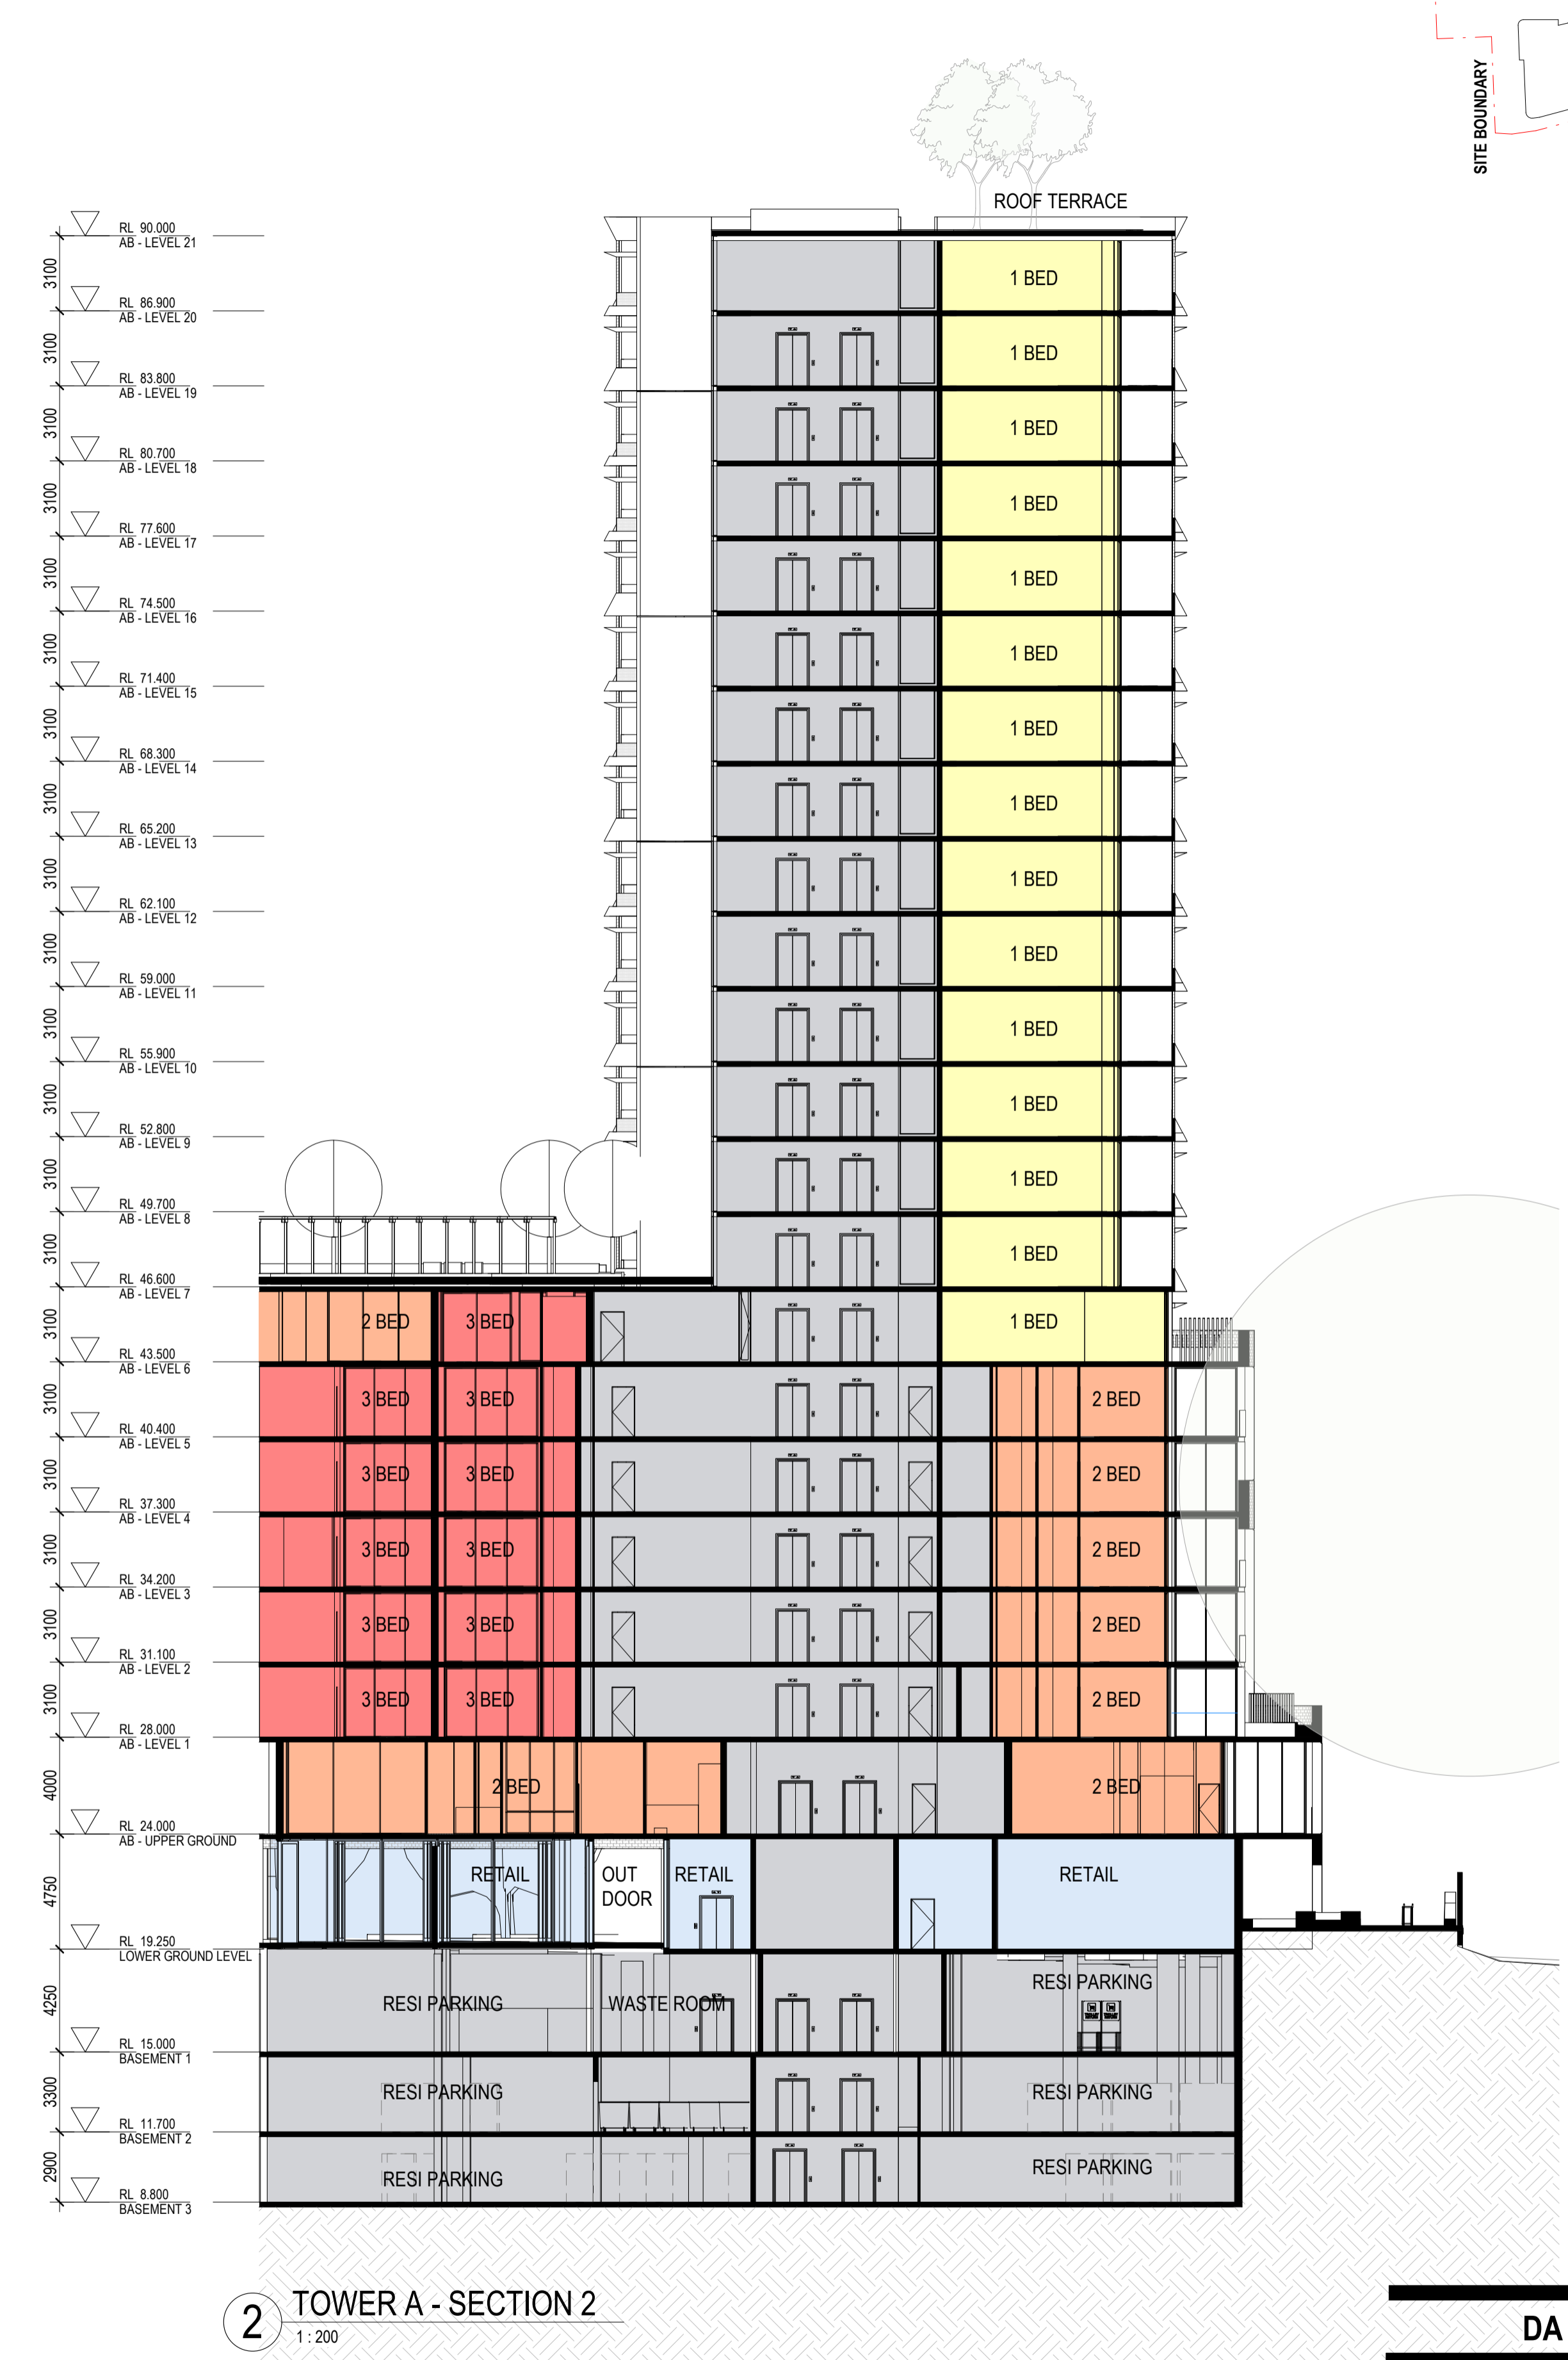 SITE BOUNDARY
ROOF TERRACE
RL 90.000
AB - LEVEL 21
3100
1 BED
RL 86.900
AB - LEVEL 20
3100
1 BED
RL 83.800
AB - LEVEL 19
3100
1 BED
RL 80.700
AB - LEVEL 18
3100
1 BED
RL 77.600
AB - LEVEL 17
3100
1 BED
RL 74.500
AB - LEVEL 16
3100
1 BED
RL 71.400
AB - LEVEL 15
3100
1 BED
RL 68.300
AB - LEVEL 14
3100
1 BED
RL 65.200
AB - LEVEL 13
3100
1 BED
RL 62.100
AB - LEVEL 12
3100
1 BED
RL 59.000
AB - LEVEL 11
3100
1 BED
RL 55.900
AB - LEVEL 10
3100
1 BED
RL 52.800
AB - LEVEL 9
3100
1 BED
RL 49.700
AB - LEVEL 8
3100
1 BED
RL 46.600
AB - LEVEL 7
3100
2 BED 3 BED 1 BED
RL 43.500
AB - LEVEL 6
3100
3 BED 3 BED 2 BED
RL 40.400
AB - LEVEL 5
3100
3 BED 3 BED 2 BED
RL 37.300
AB - LEVEL 4
3100
3 BED 3 BED 2 BED
RL 34.200
AB - LEVEL 3
3100
3 BED 3 BED 2 BED
RL 31.100
AB - LEVEL 2
3100
3 BED 3 BED 2 BED
RL 28.000
AB - LEVEL 1
4000
2 BED 2 BED
RL 24.000
AB - UPPER GROUND
4750
RETAIL OUT DOOR RETAIL RETAIL
RL 19.250
LOWER GROUND LEVEL
4250
RESI PARKING WASTE ROOM RESI PARKING
RL 15.000
BASEMENT 1
3300
RESI PARKING RESI PARKING
RL 11.700
BASEMENT 2
2900
RESI PARKING RESI PARKING
RL 8.800
BASEMENT 3
2 TOWER A - SECTION 2
1 : 200
DA